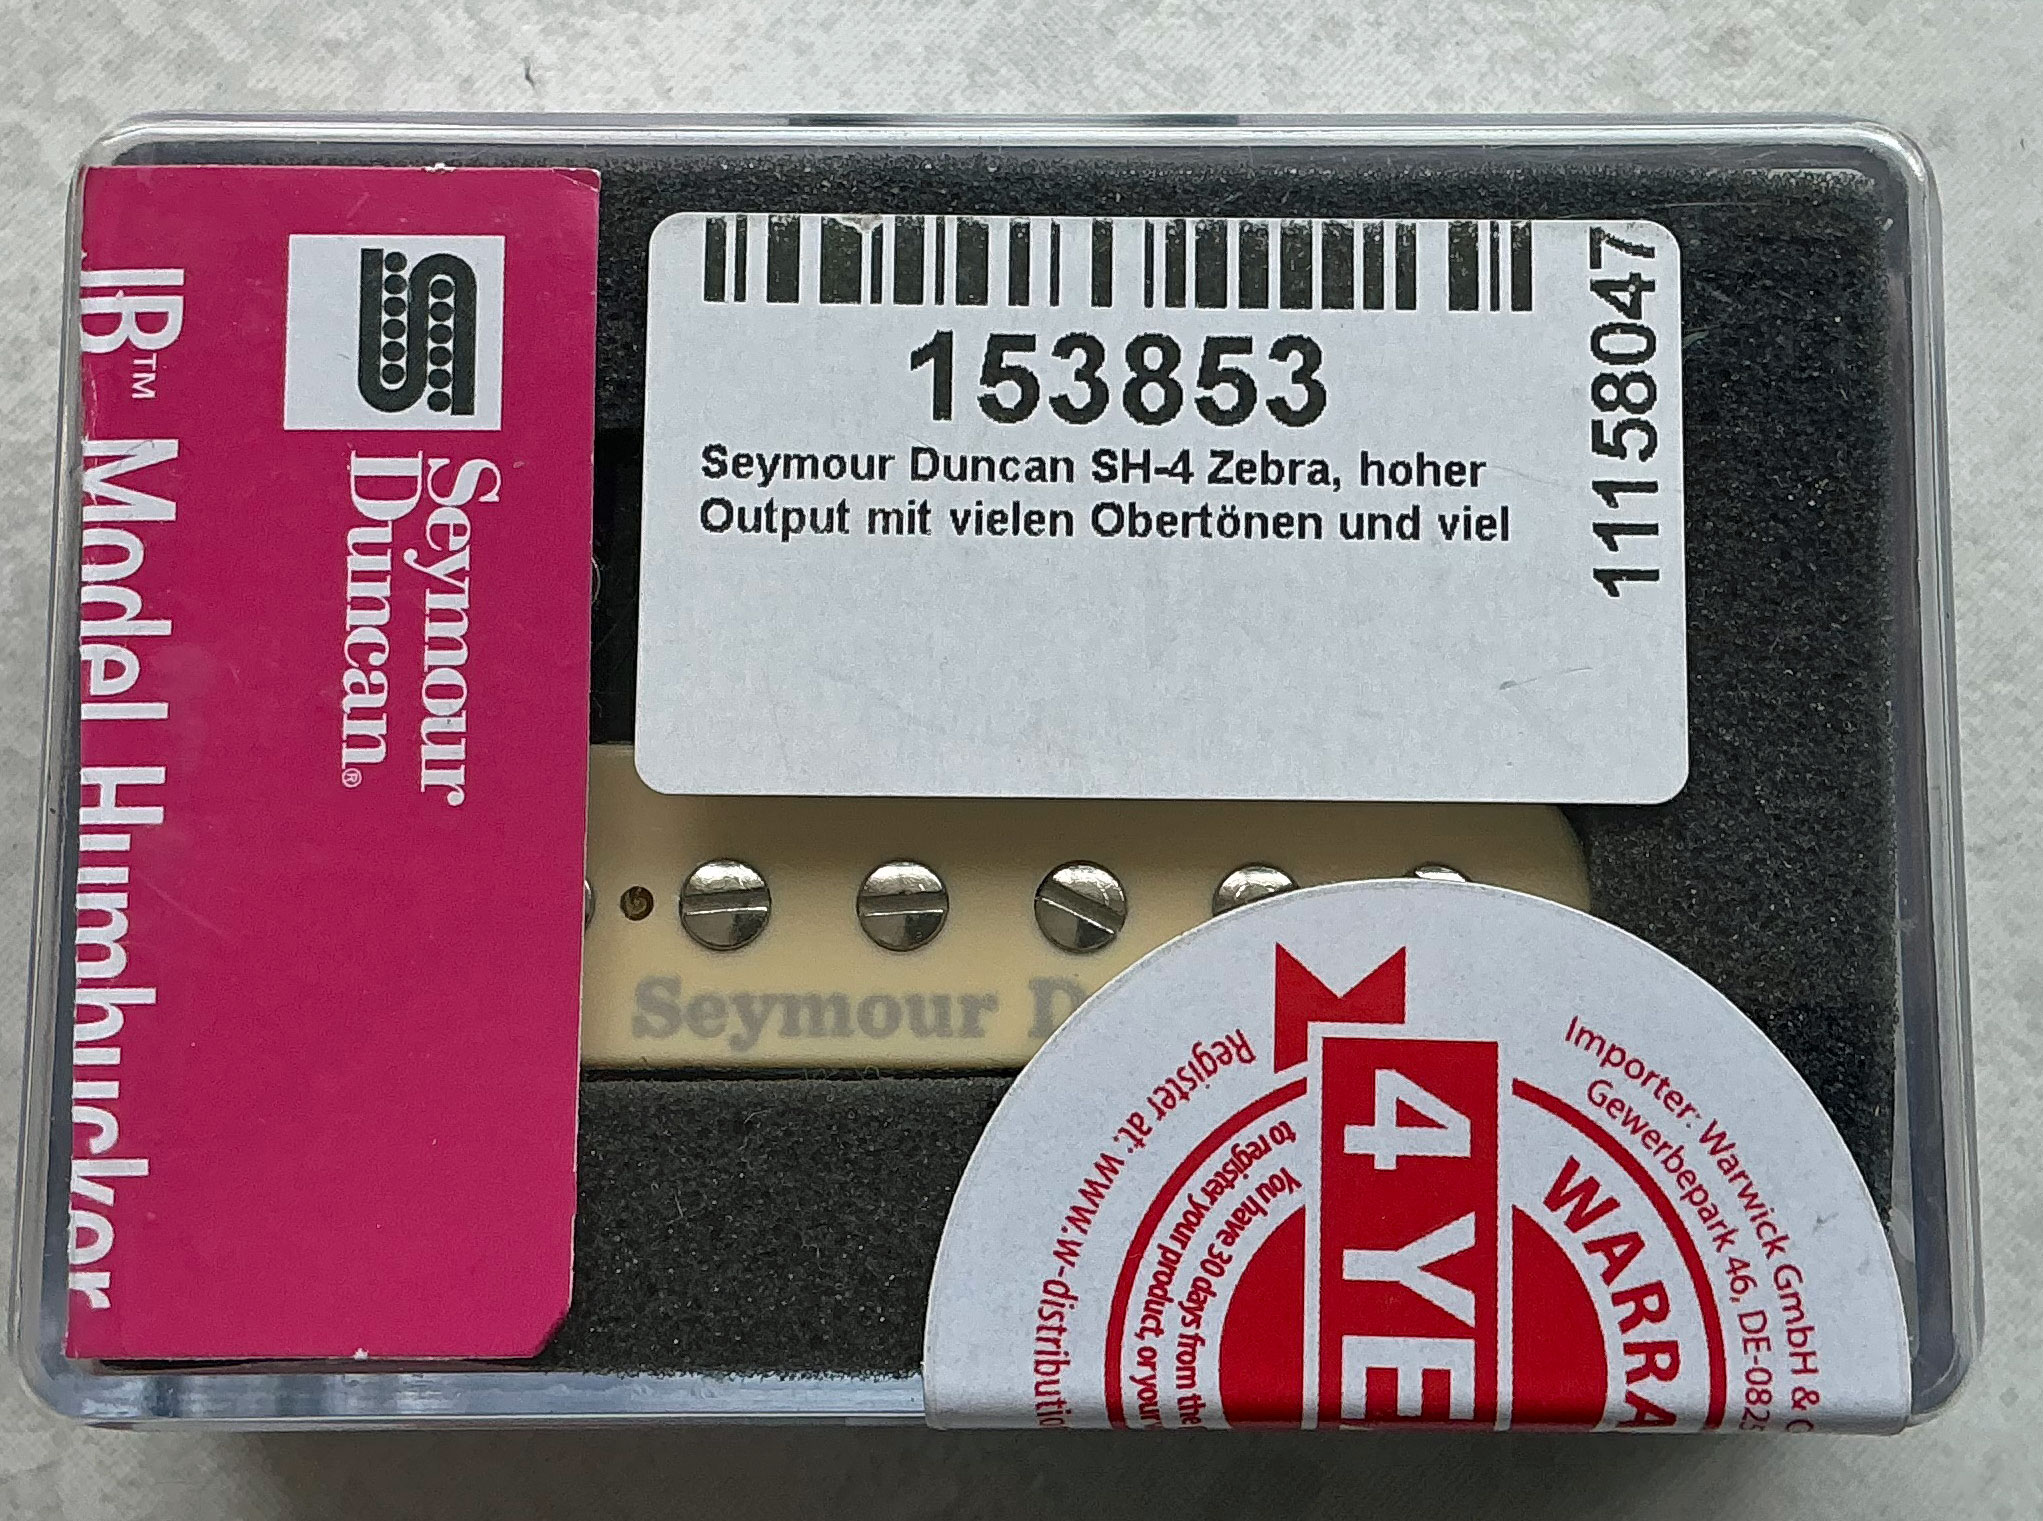 JB™ Model Humbucker
Seymour
Duncan®
153853
Seymour Duncan SH-4 Zebra, hoher
Output mit vielen Obertönen und viel
11158047
Seymour D
Importer: Warwick GmbH & C
Gewerbepark 46, DE-0825
WARRA
4YEA
You have 30 days from the
to register your product, or your
Register at: www.w-distributio